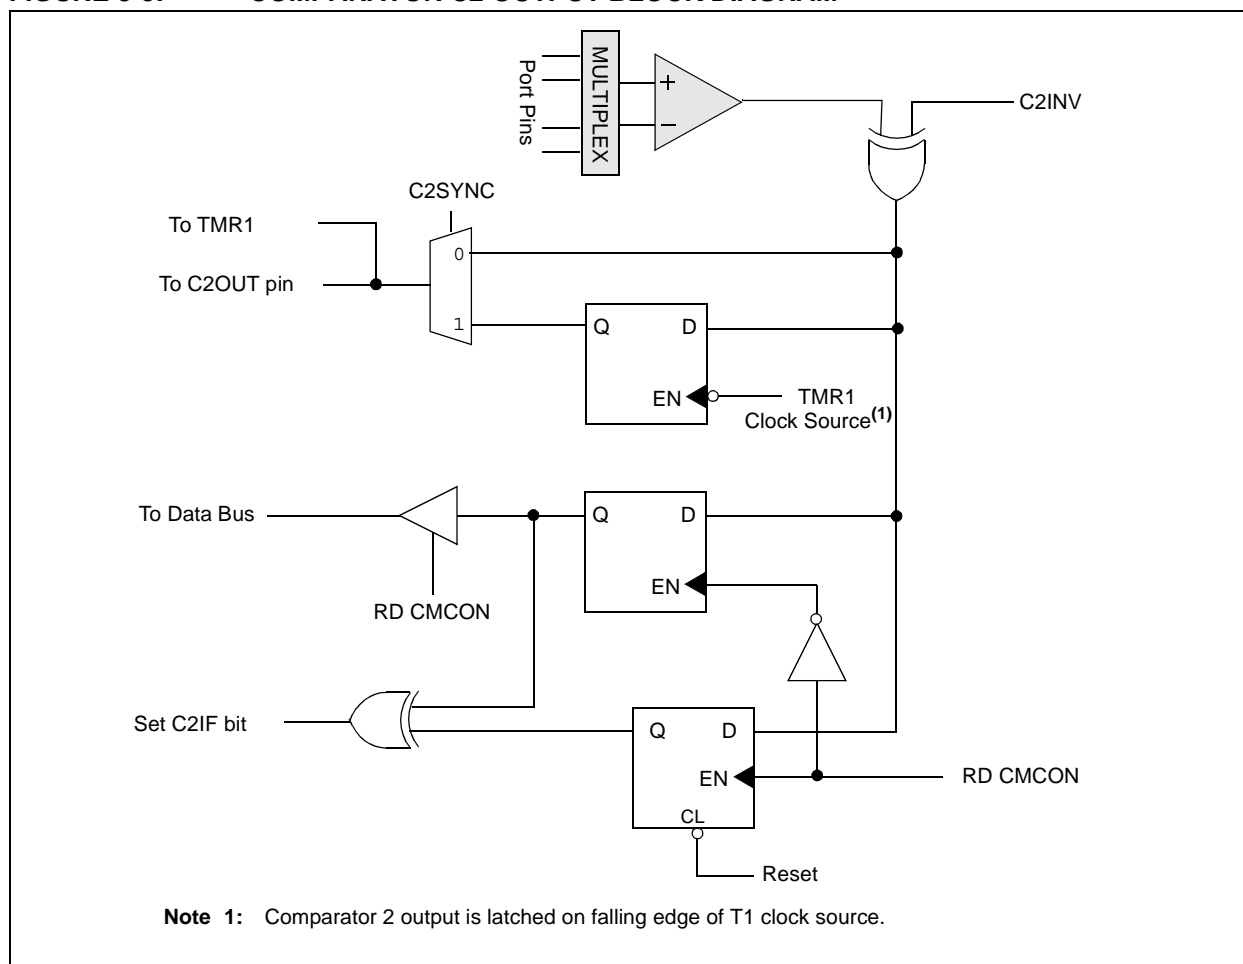 MULTIPLEX
Port Pins
+
−
C2INV
C2SYNC
To TMR1
0
To C2OUT pin
1
Q D
EN
TMR1
Clock Source(1)
To Data Bus
Q D
EN
RD CMCON
Set C2IF bit
Q D
EN
RD CMCON
CL
Reset
Note 1: Comparator 2 output is latched on falling edge of T1 clock source.